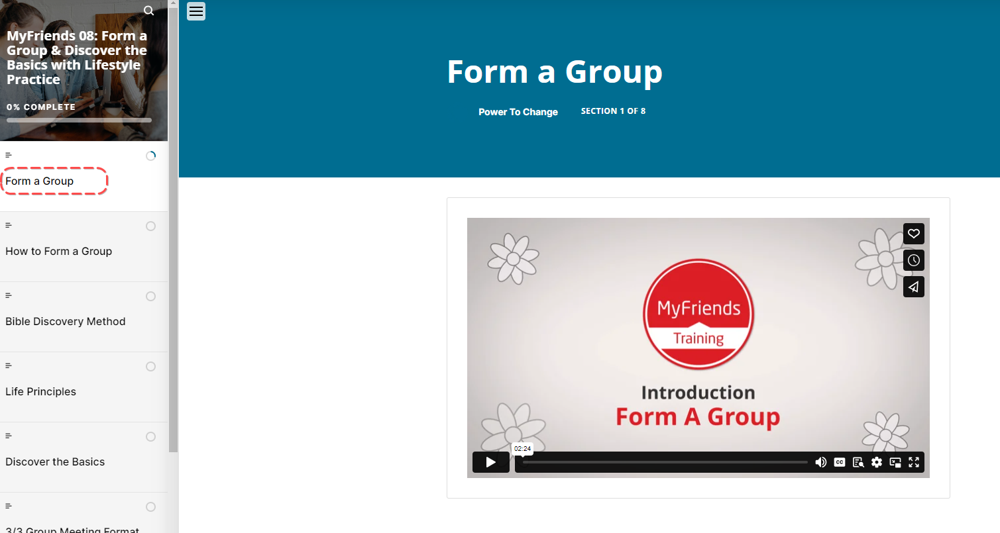 MyFriends 08: Form a
Group & Discover the
Basics with Lifestyle
Practice
0% COMPLETE
Form a Group
How to Form a Group
Bible Discovery Method
Life Principles
Discover the Basics
3/3 Group Meeting Format
Form a Group
Power To Change
SECTION 1 OF 8
MyFriends
Training
Introduction
Form A Group
02:24
CC